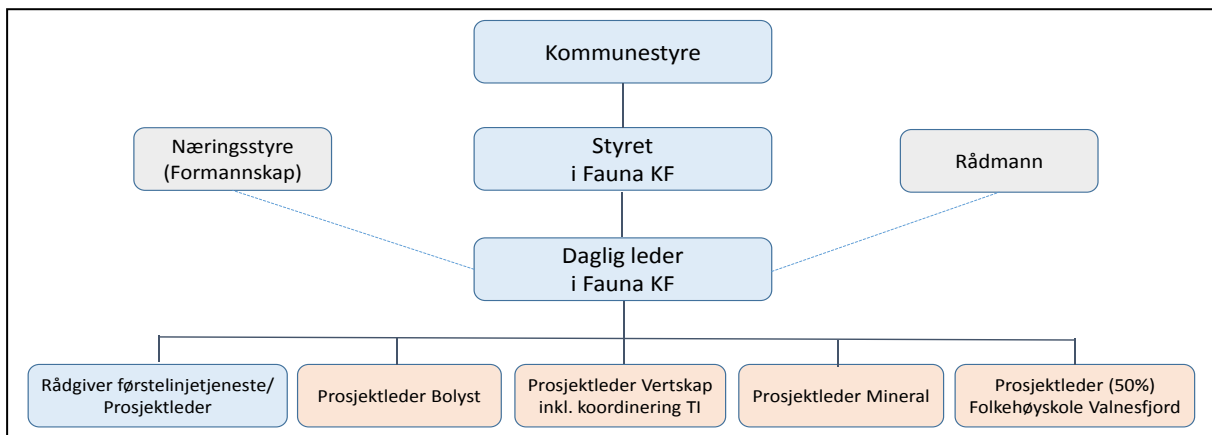 Kommunestyre
Næringsstyre
(Formannskap)
Styret
i Fauna KF
Rådmann
Daglig leder
i Fauna KF
Rådgiver førstelinjetjeneste/
Prosjektleder
Prosjektleder Bolyst
Prosjektleder Vertskap
inkl. koordinering TI
Prosjektleder Mineral
Prosjektleder (50%)
Folkehøyskole Valnesfjord